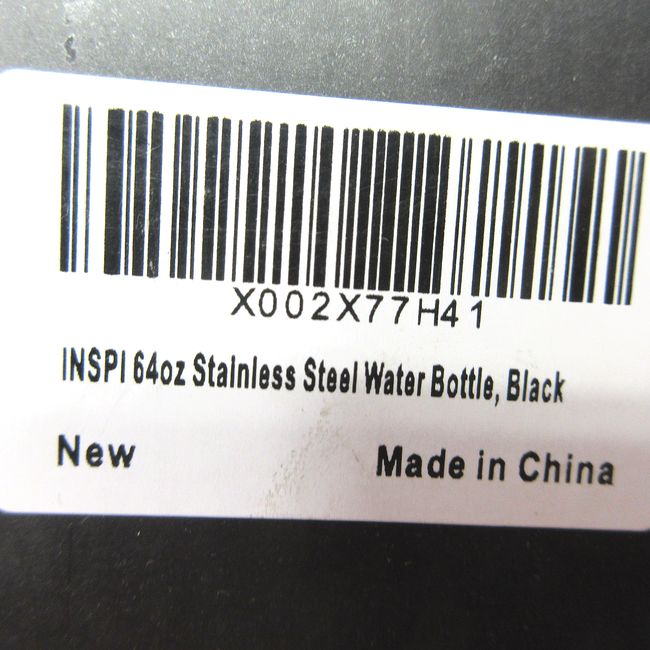 X002X77H41
INSPI 64oz Stainless Steel Water Bottle, Black
New
Made in China